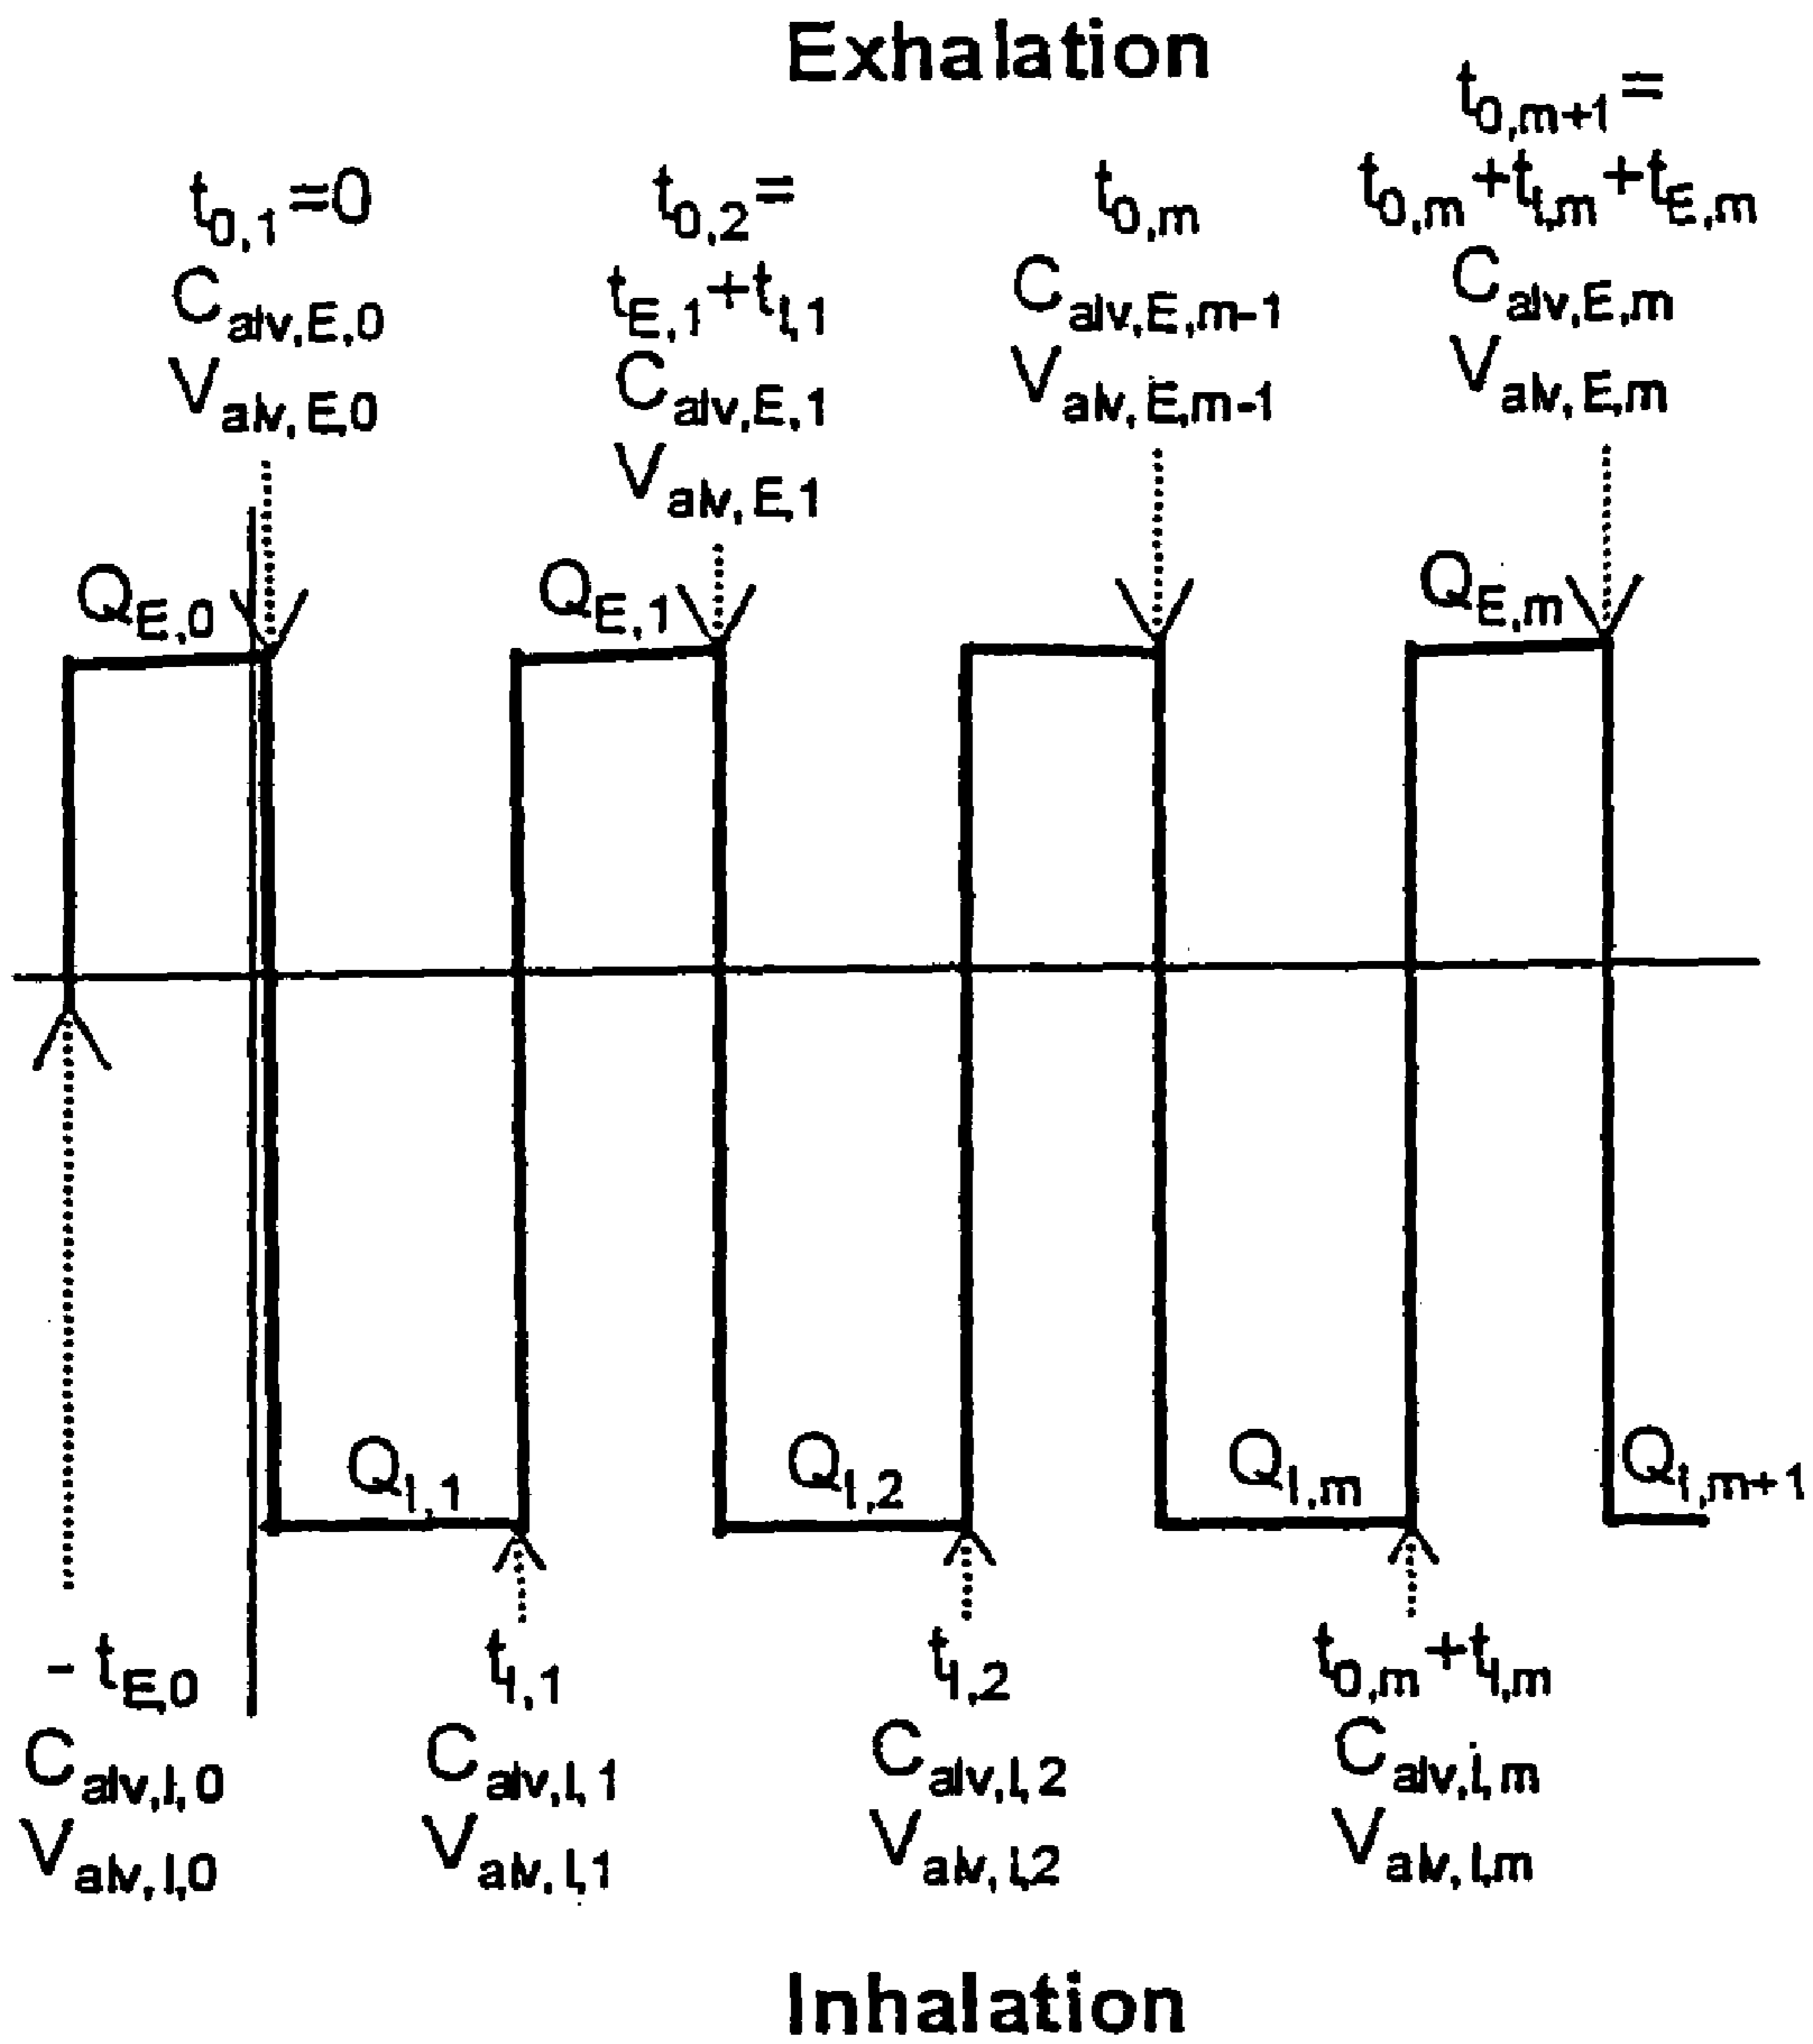 Exhalation
t0,1=0
Calv,E,0
Valv,E,0
t0,2=
tE,1+tI,1
Calv,E,1
Valv,E,1
t0,m
Calv,E,m-1
Valv,E,m-1
t0,m+1=
t0,m+tI,m+tE,m
Calv,E,m
Valv,E,m
QE,0
QE,1
QE,m
QI,1
QI,2
QI,m
QI,m+1
- tE,0
Calv,I,0
Valv,I,0
tI,1
Calv,I,1
Valv,I,1
tI,2
Calv,I,2
Valv,I,2
t0,m+tI,m
Calv,I,m
Valv,I,m
Inhalation